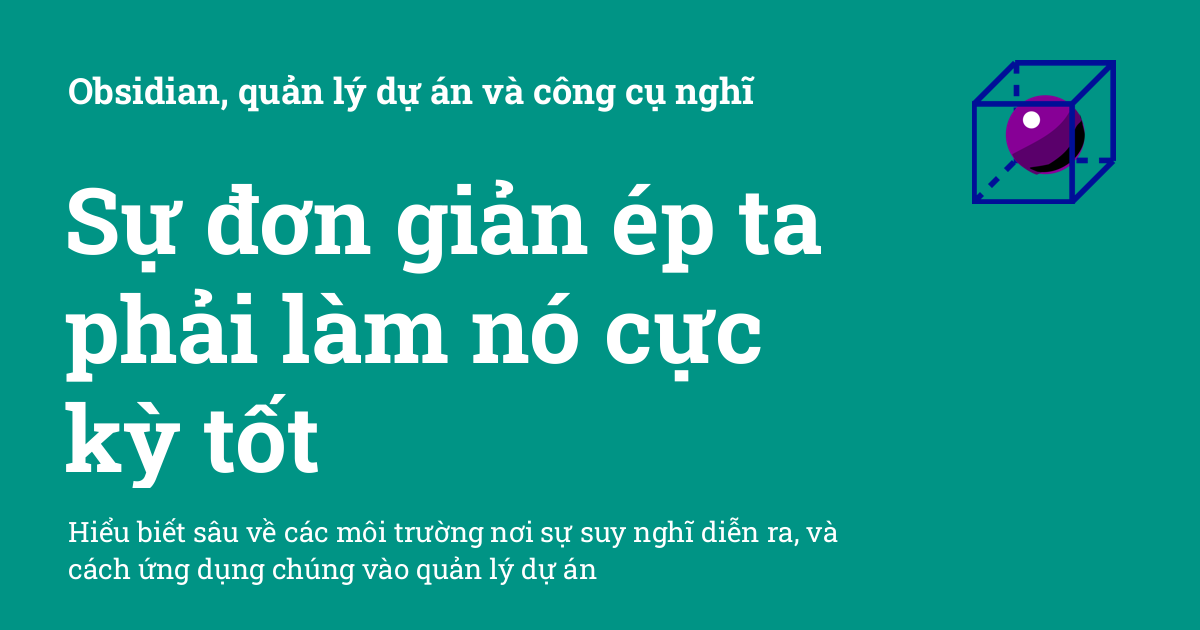 Obsidian, quản lý dự án và công cụ nghĩ
Sự đơn giản ép ta
phải làm nó cực
kỳ tốt
Hiểu biết sâu về các môi trường nơi sự suy nghĩ diễn ra, và
cách ứng dụng chúng vào quản lý dự án